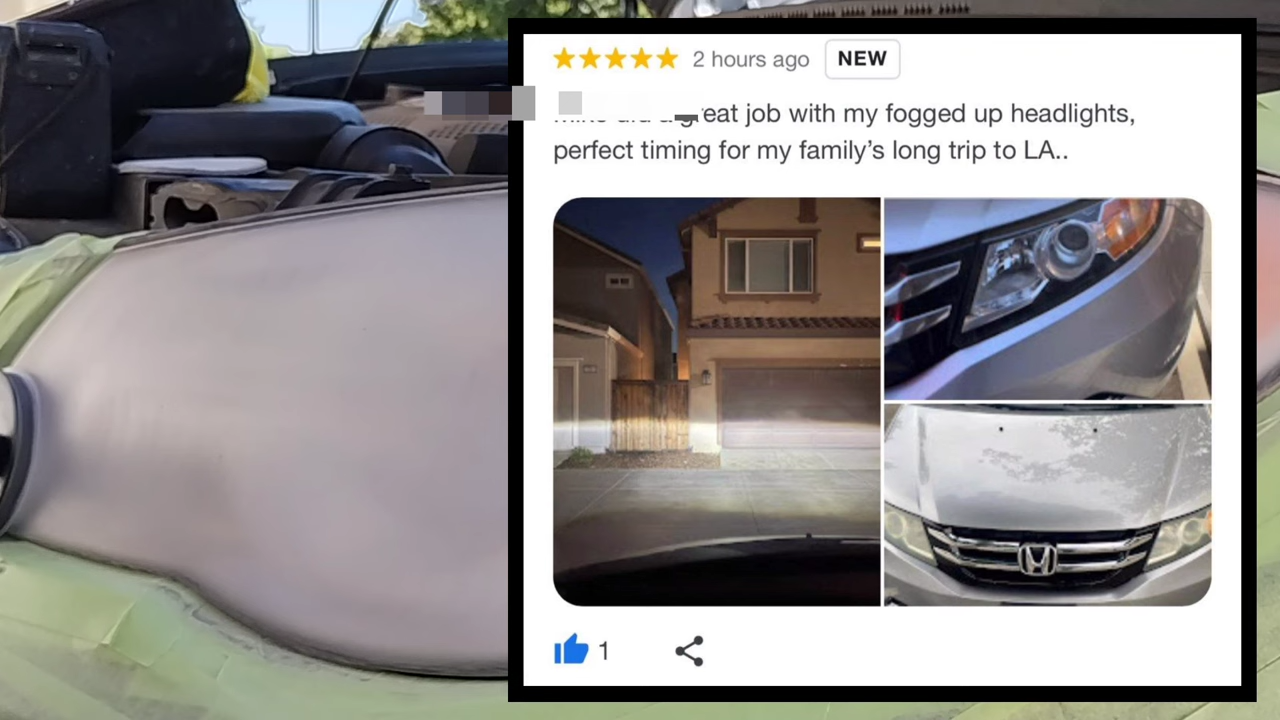 2 hours ago NEW
great job with my fogged up headlights,
perfect timing for my family’s long trip to LA..
1